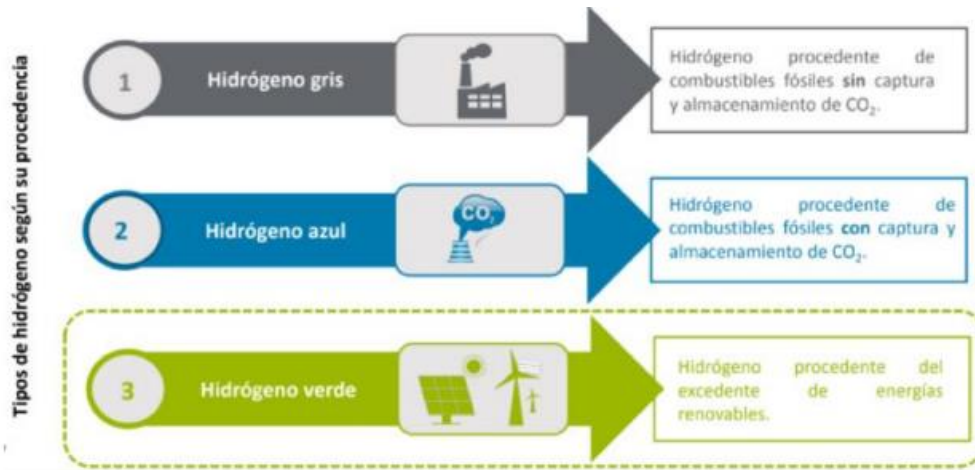 Tipos de hidrógeno según su procedencia
1
Hidrógeno gris
Hidrógeno procedente de
combustibles fósiles sin captura
y almacenamiento de CO₂.
2
Hidrógeno azul
CO₂
Hidrógeno procedente de
combustibles fósiles con captura y
almacenamiento de CO₂.
3
Hidrógeno verde
Hidrógeno procedente del
excedente de energías
renovables.